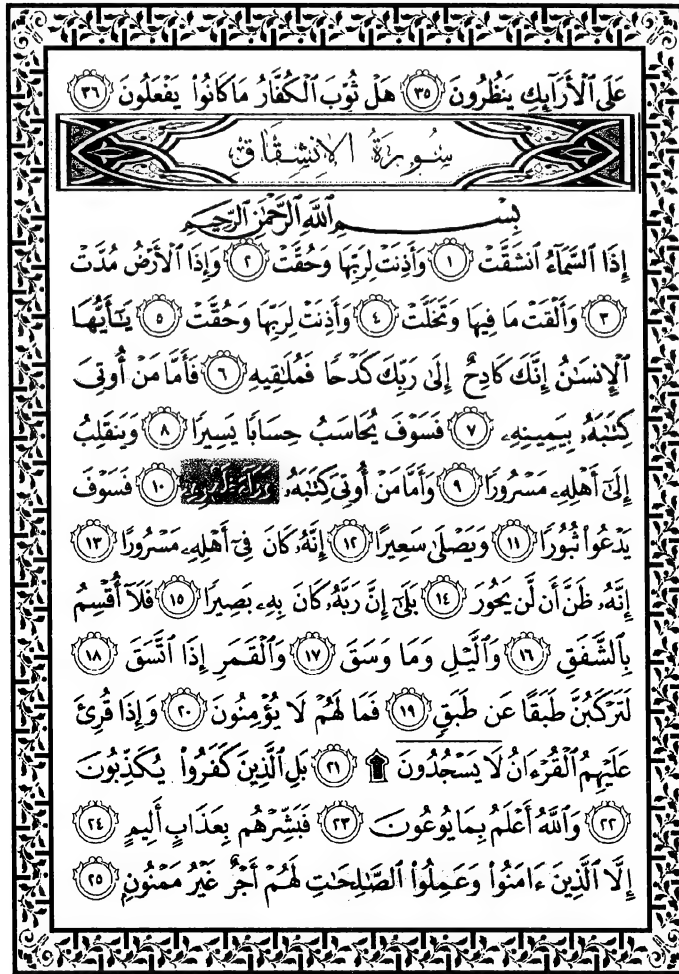 عَلَى ٱلْأَرَآئِكِ يَنظُرُونَ ﴿٣٥﴾ هَلْ ثُوِّبَ ٱلْكُفَّارُ مَا كَانُوا۟ يَفْعَلُونَ ﴿٣٦﴾
سُورَةُ الانشِقَاقِ
بِسْمِ ٱللَّهِ ٱلرَّحْمَٰنِ ٱلرَّحِيمِ
إِذَا ٱلسَّمَآءُ ٱنشَقَّتْ ﴿١﴾ وَأَذِنَتْ لِرَبِّهَا وَحُقَّتْ ﴿٢﴾ وَإِذَا ٱلْأَرْضُ مُدَّتْ
﴿٣﴾ وَأَلْقَتْ مَا فِيهَا وَتَخَلَّتْ ﴿٤﴾ وَأَذِنَتْ لِرَبِّهَا وَحُقَّتْ ﴿٥﴾ يَٰٓأَيُّهَا
ٱلْإِنسَٰنُ إِنَّكَ كَادِحٌ إِلَىٰ رَبِّكَ كَدْحًا فَمُلَٰقِيهِ ﴿٦﴾ فَأَمَّا مَنْ أُوتِىَ
كِتَٰبَهُۥ بِيَمِينِهِۦ ﴿٧﴾ فَسَوْفَ يُحَاسَبُ حِسَابًا يَسِيرًا ﴿٨﴾ وَيَنقَلِبُ
إِلَىٰٓ أَهْلِهِۦ مَسْرُورًا ﴿٩﴾ وَأَمَّا مَنْ أُوتِىَ كِتَٰبَهُۥ وَرَآءَ ظَهْرِهِۦ ﴿١٠﴾ فَسَوْفَ
يَدْعُوا۟ ثُبُورًا ﴿١١﴾ وَيَصْلَىٰ سَعِيرًا ﴿١٢﴾ إِنَّهُۥ كَانَ فِىٓ أَهْلِهِۦ مَسْرُورًا ﴿١٣﴾
إِنَّهُۥ ظَنَّ أَن لَّن يَحُورَ ﴿١٤﴾ بَلَىٰٓ إِنَّ رَبَّهُۥ كَانَ بِهِۦ بَصِيرًا ﴿١٥﴾ فَلَآ أُقْسِمُ
بِٱلشَّفَقِ ﴿١٦﴾ وَٱلَّيْلِ وَمَا وَسَقَ ﴿١٧﴾ وَٱلْقَمَرِ إِذَا ٱتَّسَقَ ﴿١٨﴾
لَتَرْكَبُنَّ طَبَقًا عَن طَبَقٍ ﴿١٩﴾ فَمَا لَهُمْ لَا يُؤْمِنُونَ ﴿٢٠﴾ وَإِذَا قُرِئَ
عَلَيْهِمُ ٱلْقُرْءَانُ لَا يَسْجُدُونَ ۩ ﴿٢١﴾ بَلِ ٱلَّذِينَ كَفَرُوا۟ يُكَذِّبُونَ
﴿٢٢﴾ وَٱللَّهُ أَعْلَمُ بِمَا يُوعُونَ ﴿٢٣﴾ فَبَشِّرْهُم بِعَذَابٍ أَلِيمٍ ﴿٢٤﴾
إِلَّا ٱلَّذِينَ ءَامَنُوا۟ وَعَمِلُوا۟ ٱلصَّٰلِحَٰتِ لَهُمْ أَجْرٌ غَيْرُ مَمْنُونٍ ﴿٢٥﴾